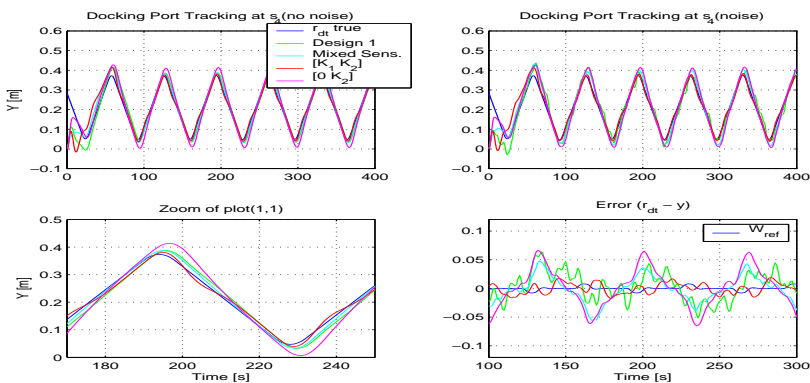 Docking Port Tracking at s4(no noise)
Y [m]
0.6
0.5
0.4
0.3
0.2
0.1
0
−0.1
0 100 200 300 400
r_dt true
Design 1
Mixed Sens.
[K1 K2]
[0 K2]
Docking Port Tracking at s4(noise)
0.6
0.5
0.4
0.3
0.2
0.1
0
−0.1
0 100 200 300 400
Zoom of plot(1,1)
Y [m]
0.5
0.4
0.3
0.2
0.1
0
180 200 220 240
Time [s]
Error (r_dt − y)
W_ref
0.1
0.05
0
−0.05
−0.1
100 150 200 250 300
Time [s]